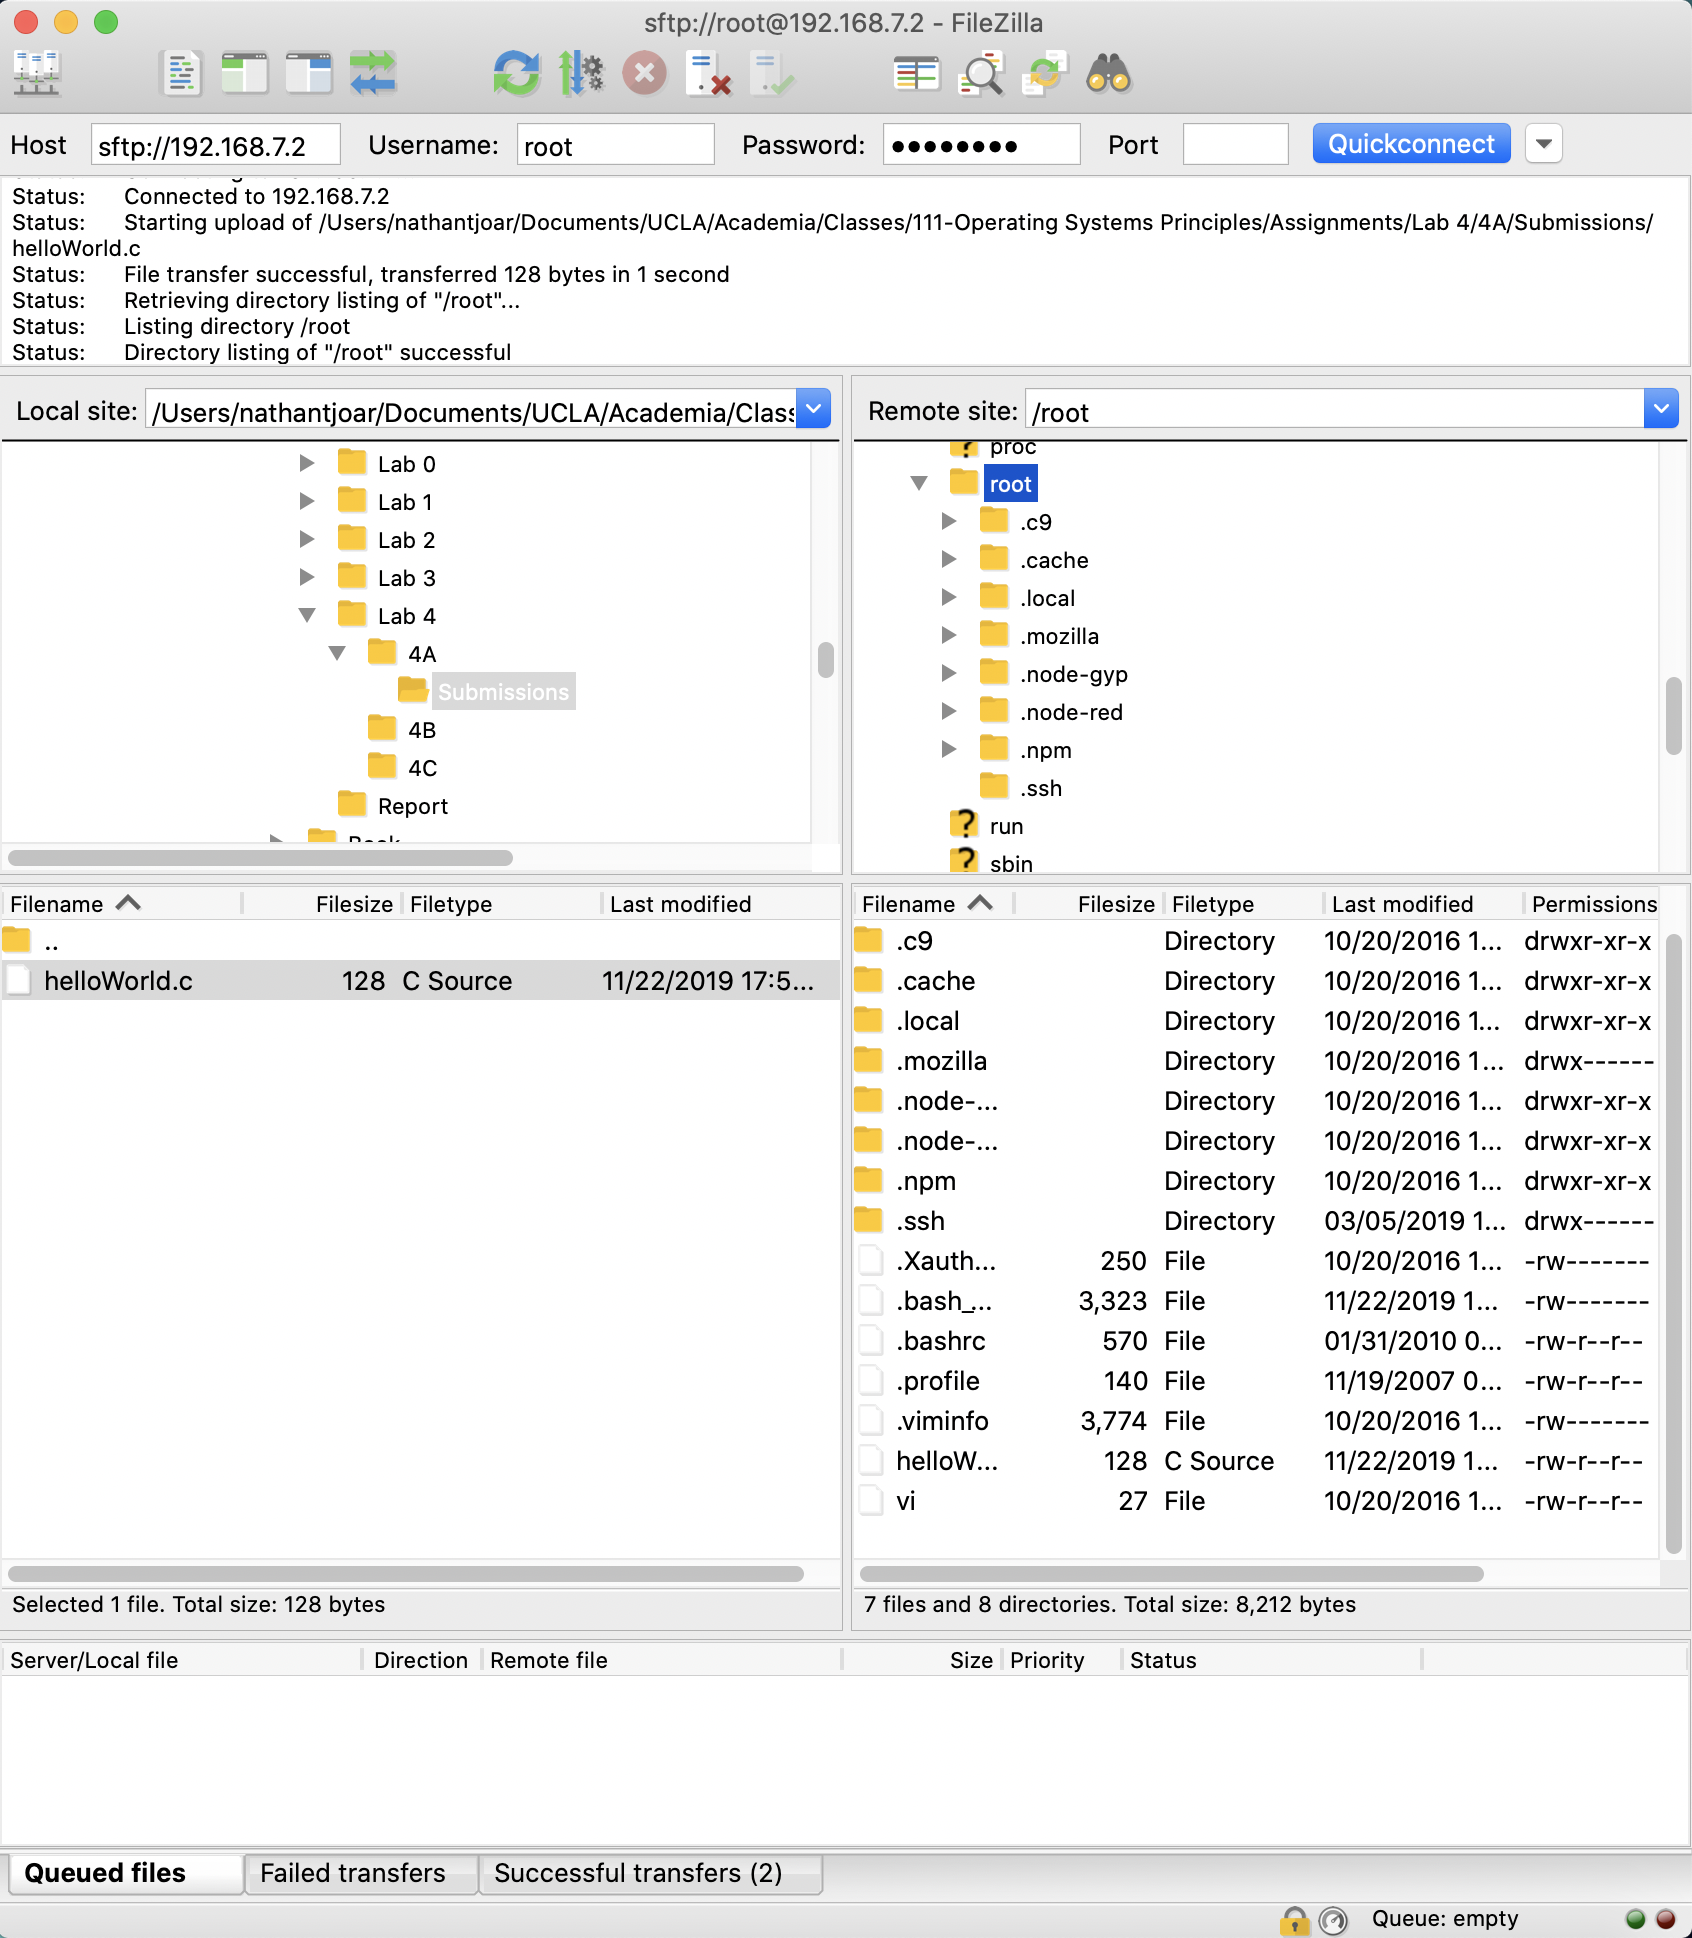 sftp://root@192.168.7.2 - FileZilla
Host sftp://192.168.7.2 Username: root Password: ●●●●●●●● Port Quickconnect
Status: Connected to 192.168.7.2
Status: Starting upload of /Users/nathantjoar/Documents/UCLA/Academia/Classes/111-Operating Systems Principles/Assignments/Lab 4/4A/Submissions/
helloWorld.c
Status: File transfer successful, transferred 128 bytes in 1 second
Status: Retrieving directory listing of "/root"...
Status: Listing directory /root
Status: Directory listing of "/root" successful
Local site: /Users/nathantjoar/Documents/UCLA/Academia/Class
Lab 0
Lab 1
Lab 2
Lab 3
Lab 4
4A
Submissions
4B
4C
Report
Book
Remote site: /root
proc
root
.c9
.cache
.local
.mozilla
.node-gyp
.node-red
.npm
.ssh
run
sbin
Filename Filesize Filetype Last modified
..
helloWorld.c 128 C Source 11/22/2019 17:5...
Selected 1 file. Total size: 128 bytes
Filename Filesize Filetype Last modified Permissions
.c9 Directory 10/20/2016 1... drwxr-xr-x
.cache Directory 10/20/2016 1... drwxr-xr-x
.local Directory 10/20/2016 1... drwxr-xr-x
.mozilla Directory 10/20/2016 1... drwx------
.node-... Directory 10/20/2016 1... drwxr-xr-x
.node-... Directory 10/20/2016 1... drwxr-xr-x
.npm Directory 10/20/2016 1... drwxr-xr-x
.ssh Directory 03/05/2019 1... drwx------
.Xauth... 250 File 10/20/2016 1... -rw-------
.bash_... 3,323 File 11/22/2019 1... -rw-------
.bashrc 570 File 01/31/2010 0... -rw-r--r--
.profile 140 File 11/19/2007 0... -rw-r--r--
.viminfo 3,774 File 10/20/2016 1... -rw-------
helloW... 128 C Source 11/22/2019 1... -rw-r--r--
vi 27 File 10/20/2016 1... -rw-r--r--
7 files and 8 directories. Total size: 8,212 bytes
Server/Local file Direction Remote file Size Priority Status
Queued files Failed transfers Successful transfers (2)
Queue: empty